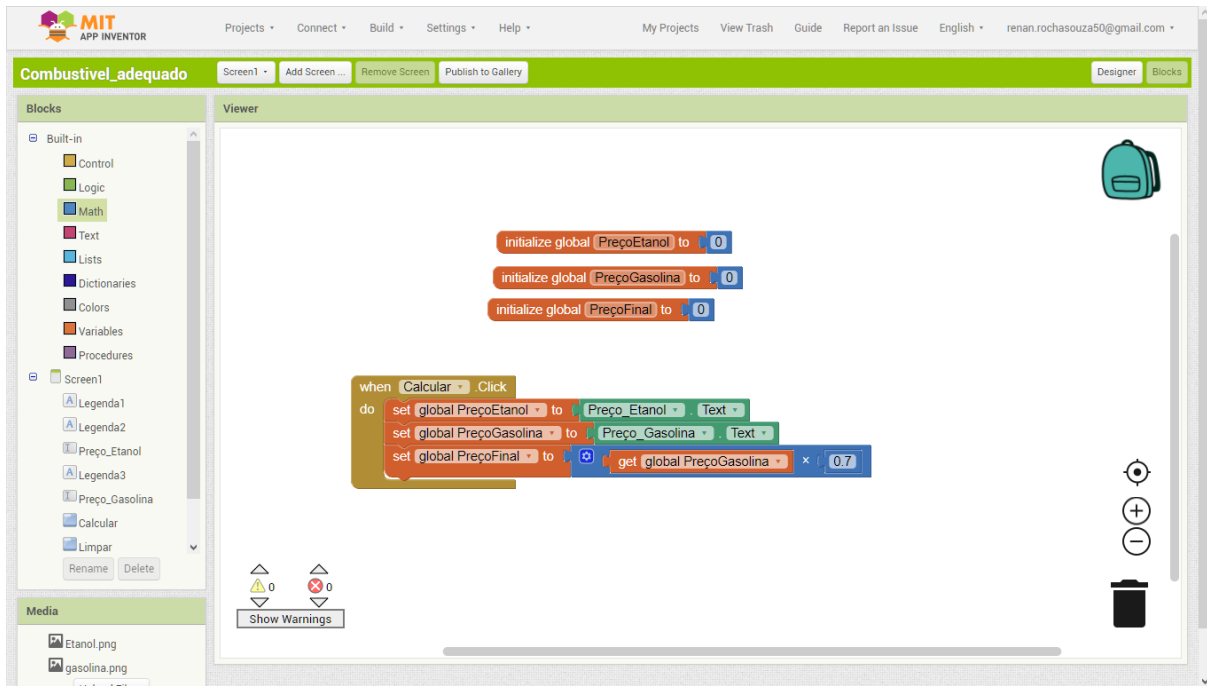 MIT
APP INVENTOR
Projects Connect Build Settings Help My Projects View Trash Guide Report an Issue English renan.rochasouza50@gmail.com
Combustivel_adequado Screen1 Add Screen ... Remove Screen Publish to Gallery Designer Blocks
Blocks
Built-in
Control
Logic
Math
Text
Lists
Dictionaries
Colors
Variables
Procedures
Screen1
Legenda1
Legenda2
Preço_Etanol
Legenda3
Preço_Gasolina
Calcular
Limpar
Rename Delete
Media
Etanol.png
gasolina.png
Viewer
initialize global PreçoEtanol to 0
initialize global PreçoGasolina to 0
initialize global PreçoFinal to 0
when Calcular .Click
do set global PreçoEtanol to Preço_Etanol . Text
set global PreçoGasolina to Preço_Gasolina . Text
set global PreçoFinal to get global PreçoGasolina × 0.7
0 0
Show Warnings